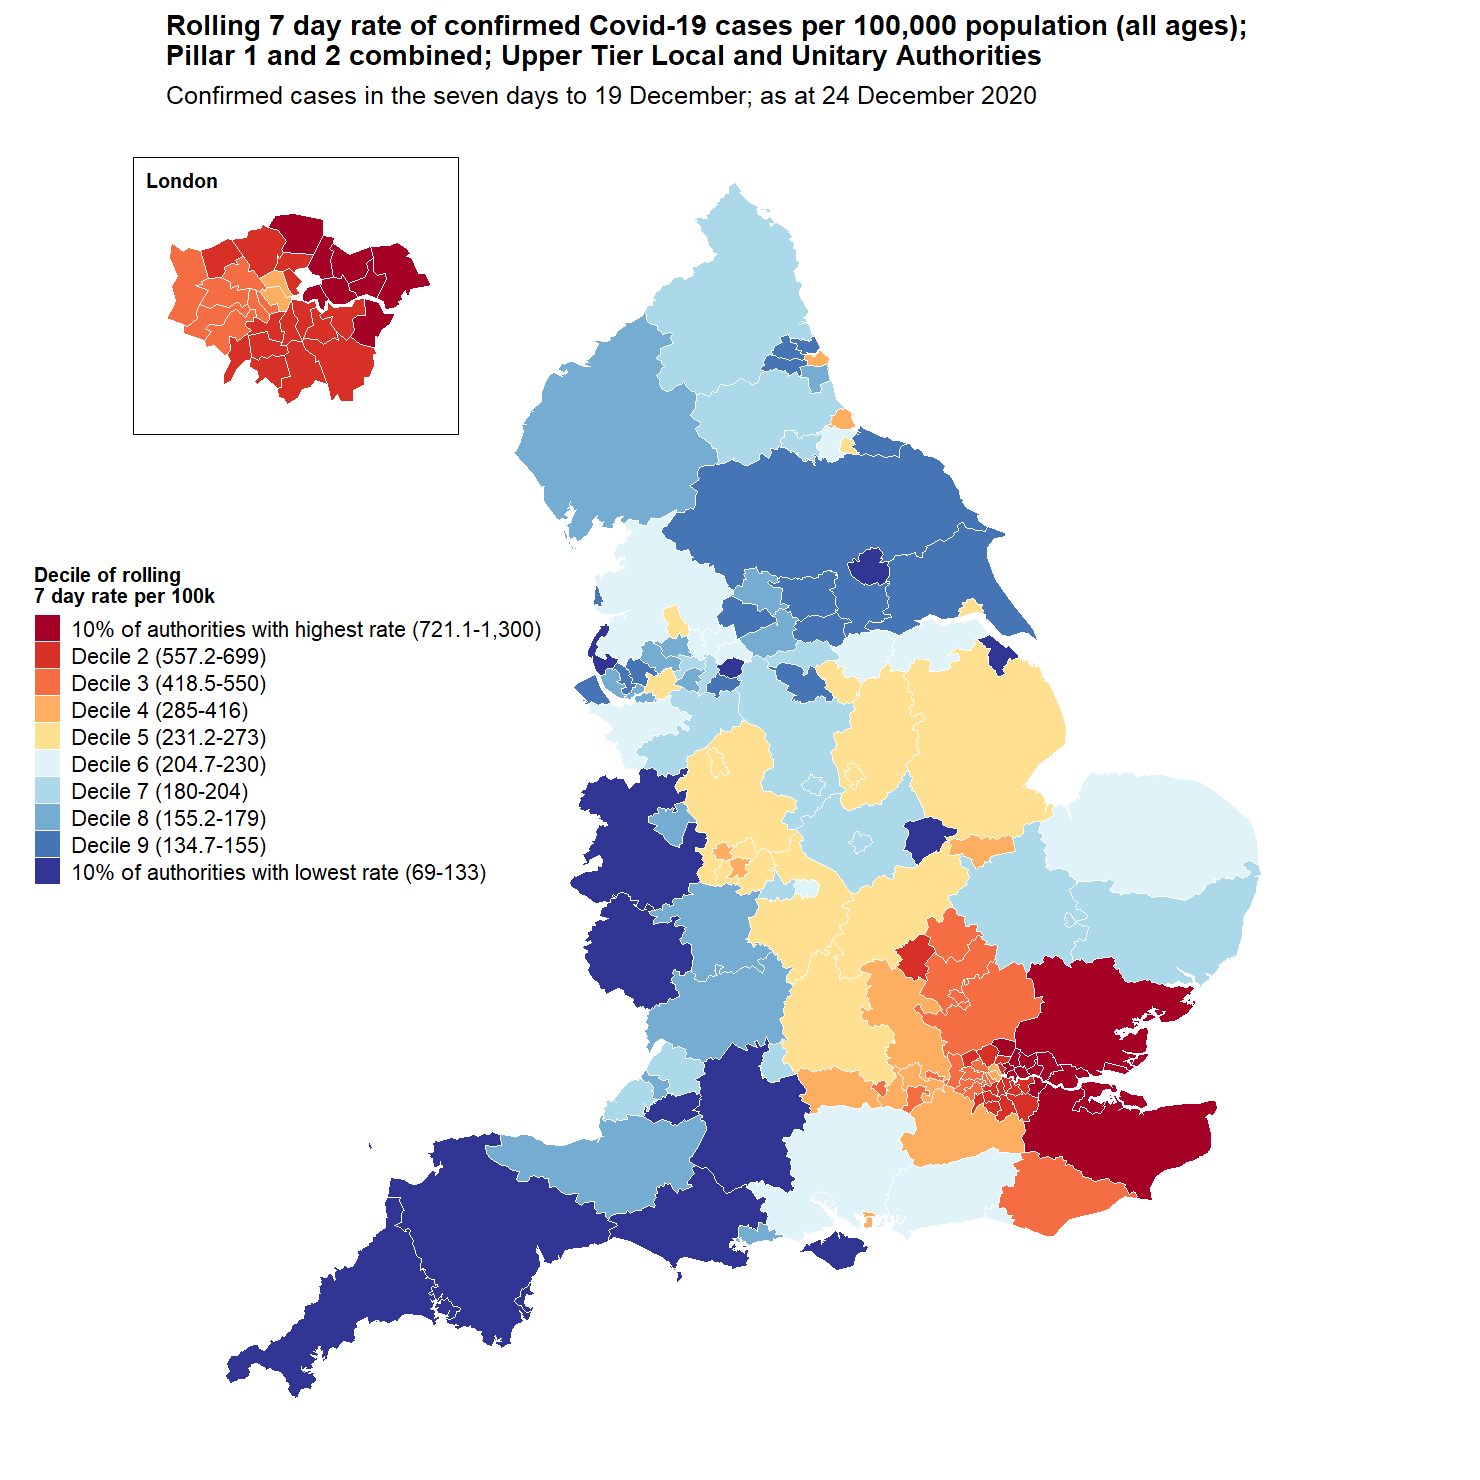 Rolling 7 day rate of confirmed Covid-19 cases per 100,000 population (all ages);
Pillar 1 and 2 combined; Upper Tier Local and Unitary Authorities
Confirmed cases in the seven days to 19 December; as at 24 December 2020
London
Decile of rolling
7 day rate per 100k
10% of authorities with highest rate (721.1-1,300)
Decile 2 (557.2-699)
Decile 3 (418.5-550)
Decile 4 (285-416)
Decile 5 (231.2-273)
Decile 6 (204.7-230)
Decile 7 (180-204)
Decile 8 (155.2-179)
Decile 9 (134.7-155)
10% of authorities with lowest rate (69-133)